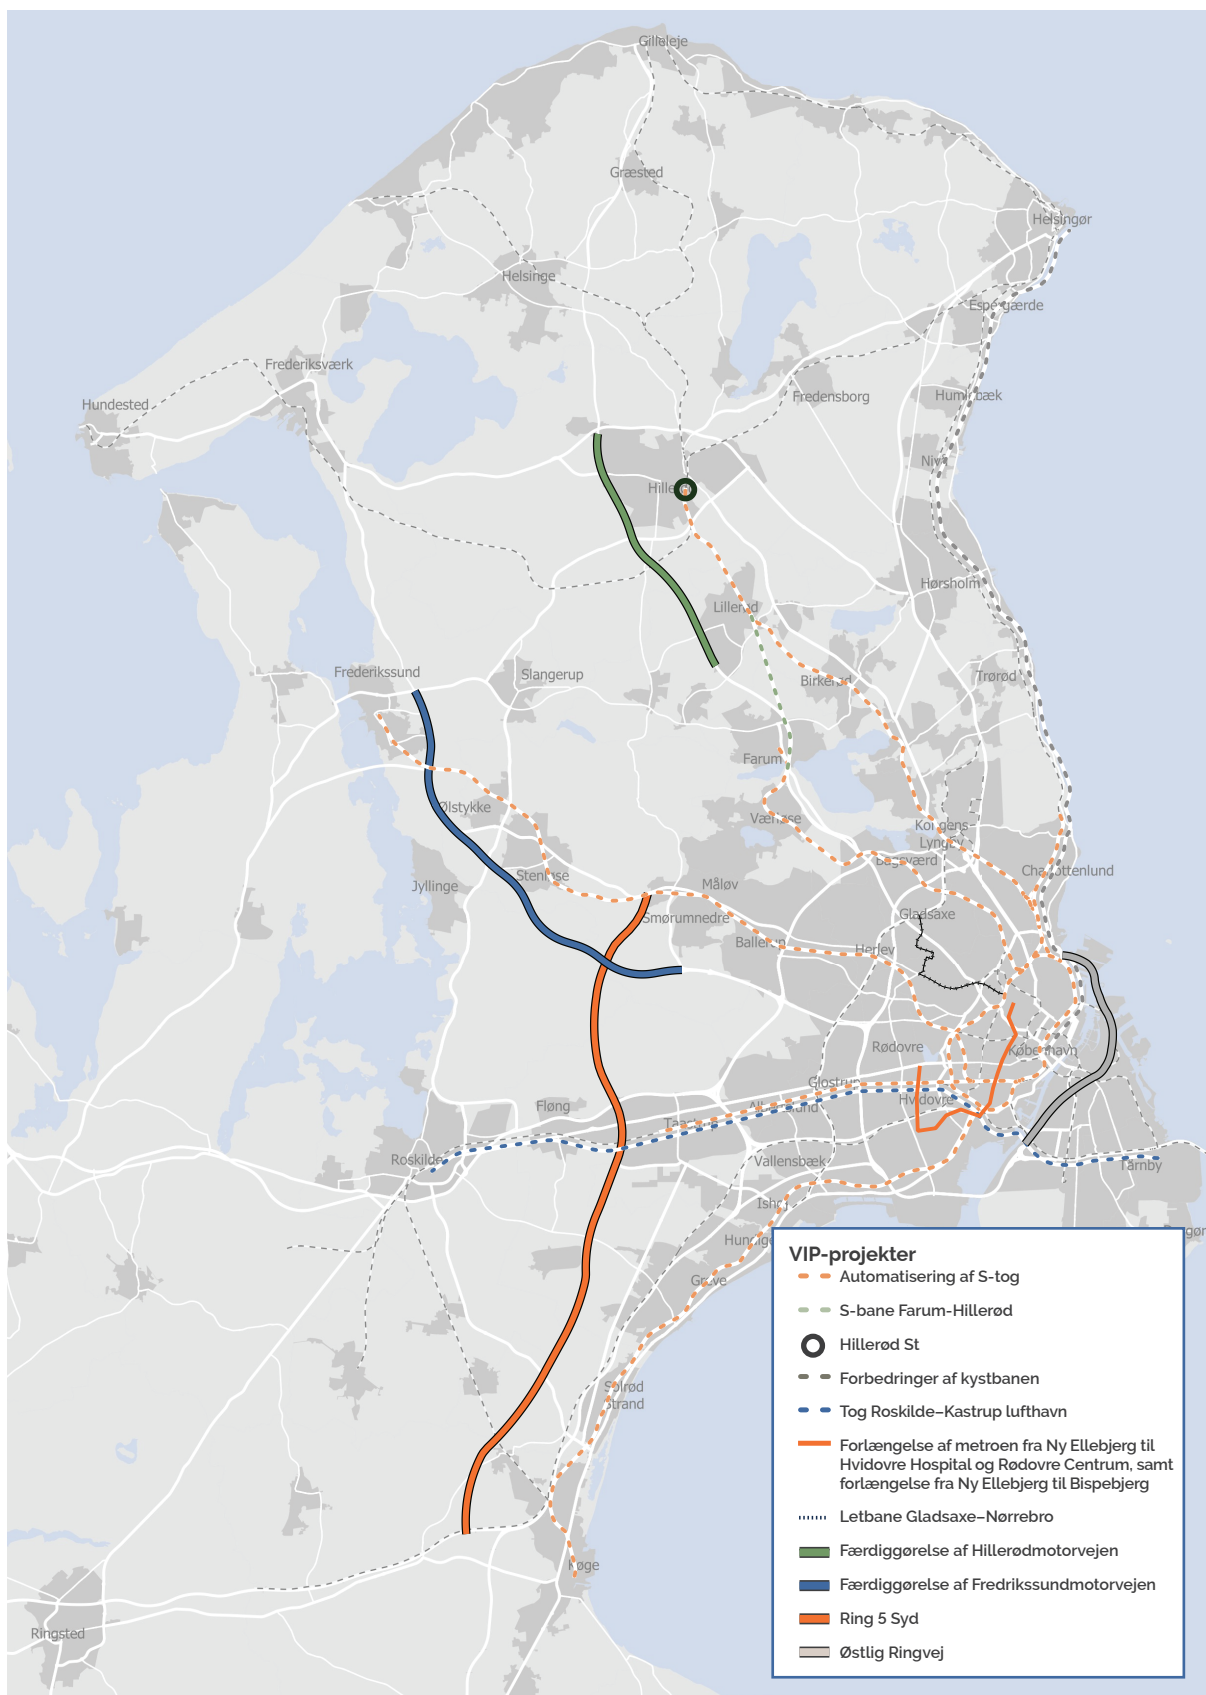 Gilleleje
Græsted
Helsingør
Helsinge
Espergærde
Frederiksværk
Hundested
Fredensborg
Humlebæk
Nivå
Hillerød
Hørsholm
Lillerød
Frederikssund
Slangerup
Birkerød
Trørød
Farum
Ølstykke
Værløse
Kongens
Lyngby
Bagsværd
Charlottenlund
Stenløse
Jyllinge
Måløv
Smørumnedre
Gladsaxe
Ballerup
Herlev
Rødovre
København
Glostrup
Hvidovre
Fløng
Albertslund
Taastrup
Roskilde
Vallensbæk
Tårnby
Ishøj
Hundige
Greve
Solrød
Strand
Køge
Ringsted
VIP-projekter
Automatisering af S-tog
S-bane Farum-Hillerød
Hillerød St
Forbedringer af kystbanen
Tog Roskilde–Kastrup lufthavn
Forlængelse af metroen fra Ny Ellebjerg til
Hvidovre Hospital og Rødovre Centrum, samt
forlængelse fra Ny Ellebjerg til Bispebjerg
Letbane Gladsaxe–Nørrebro
Færdiggørelse af Hillerødmotorvejen
Færdiggørelse af Fredrikssundmotorvejen
Ring 5 Syd
Østlig Ringvej